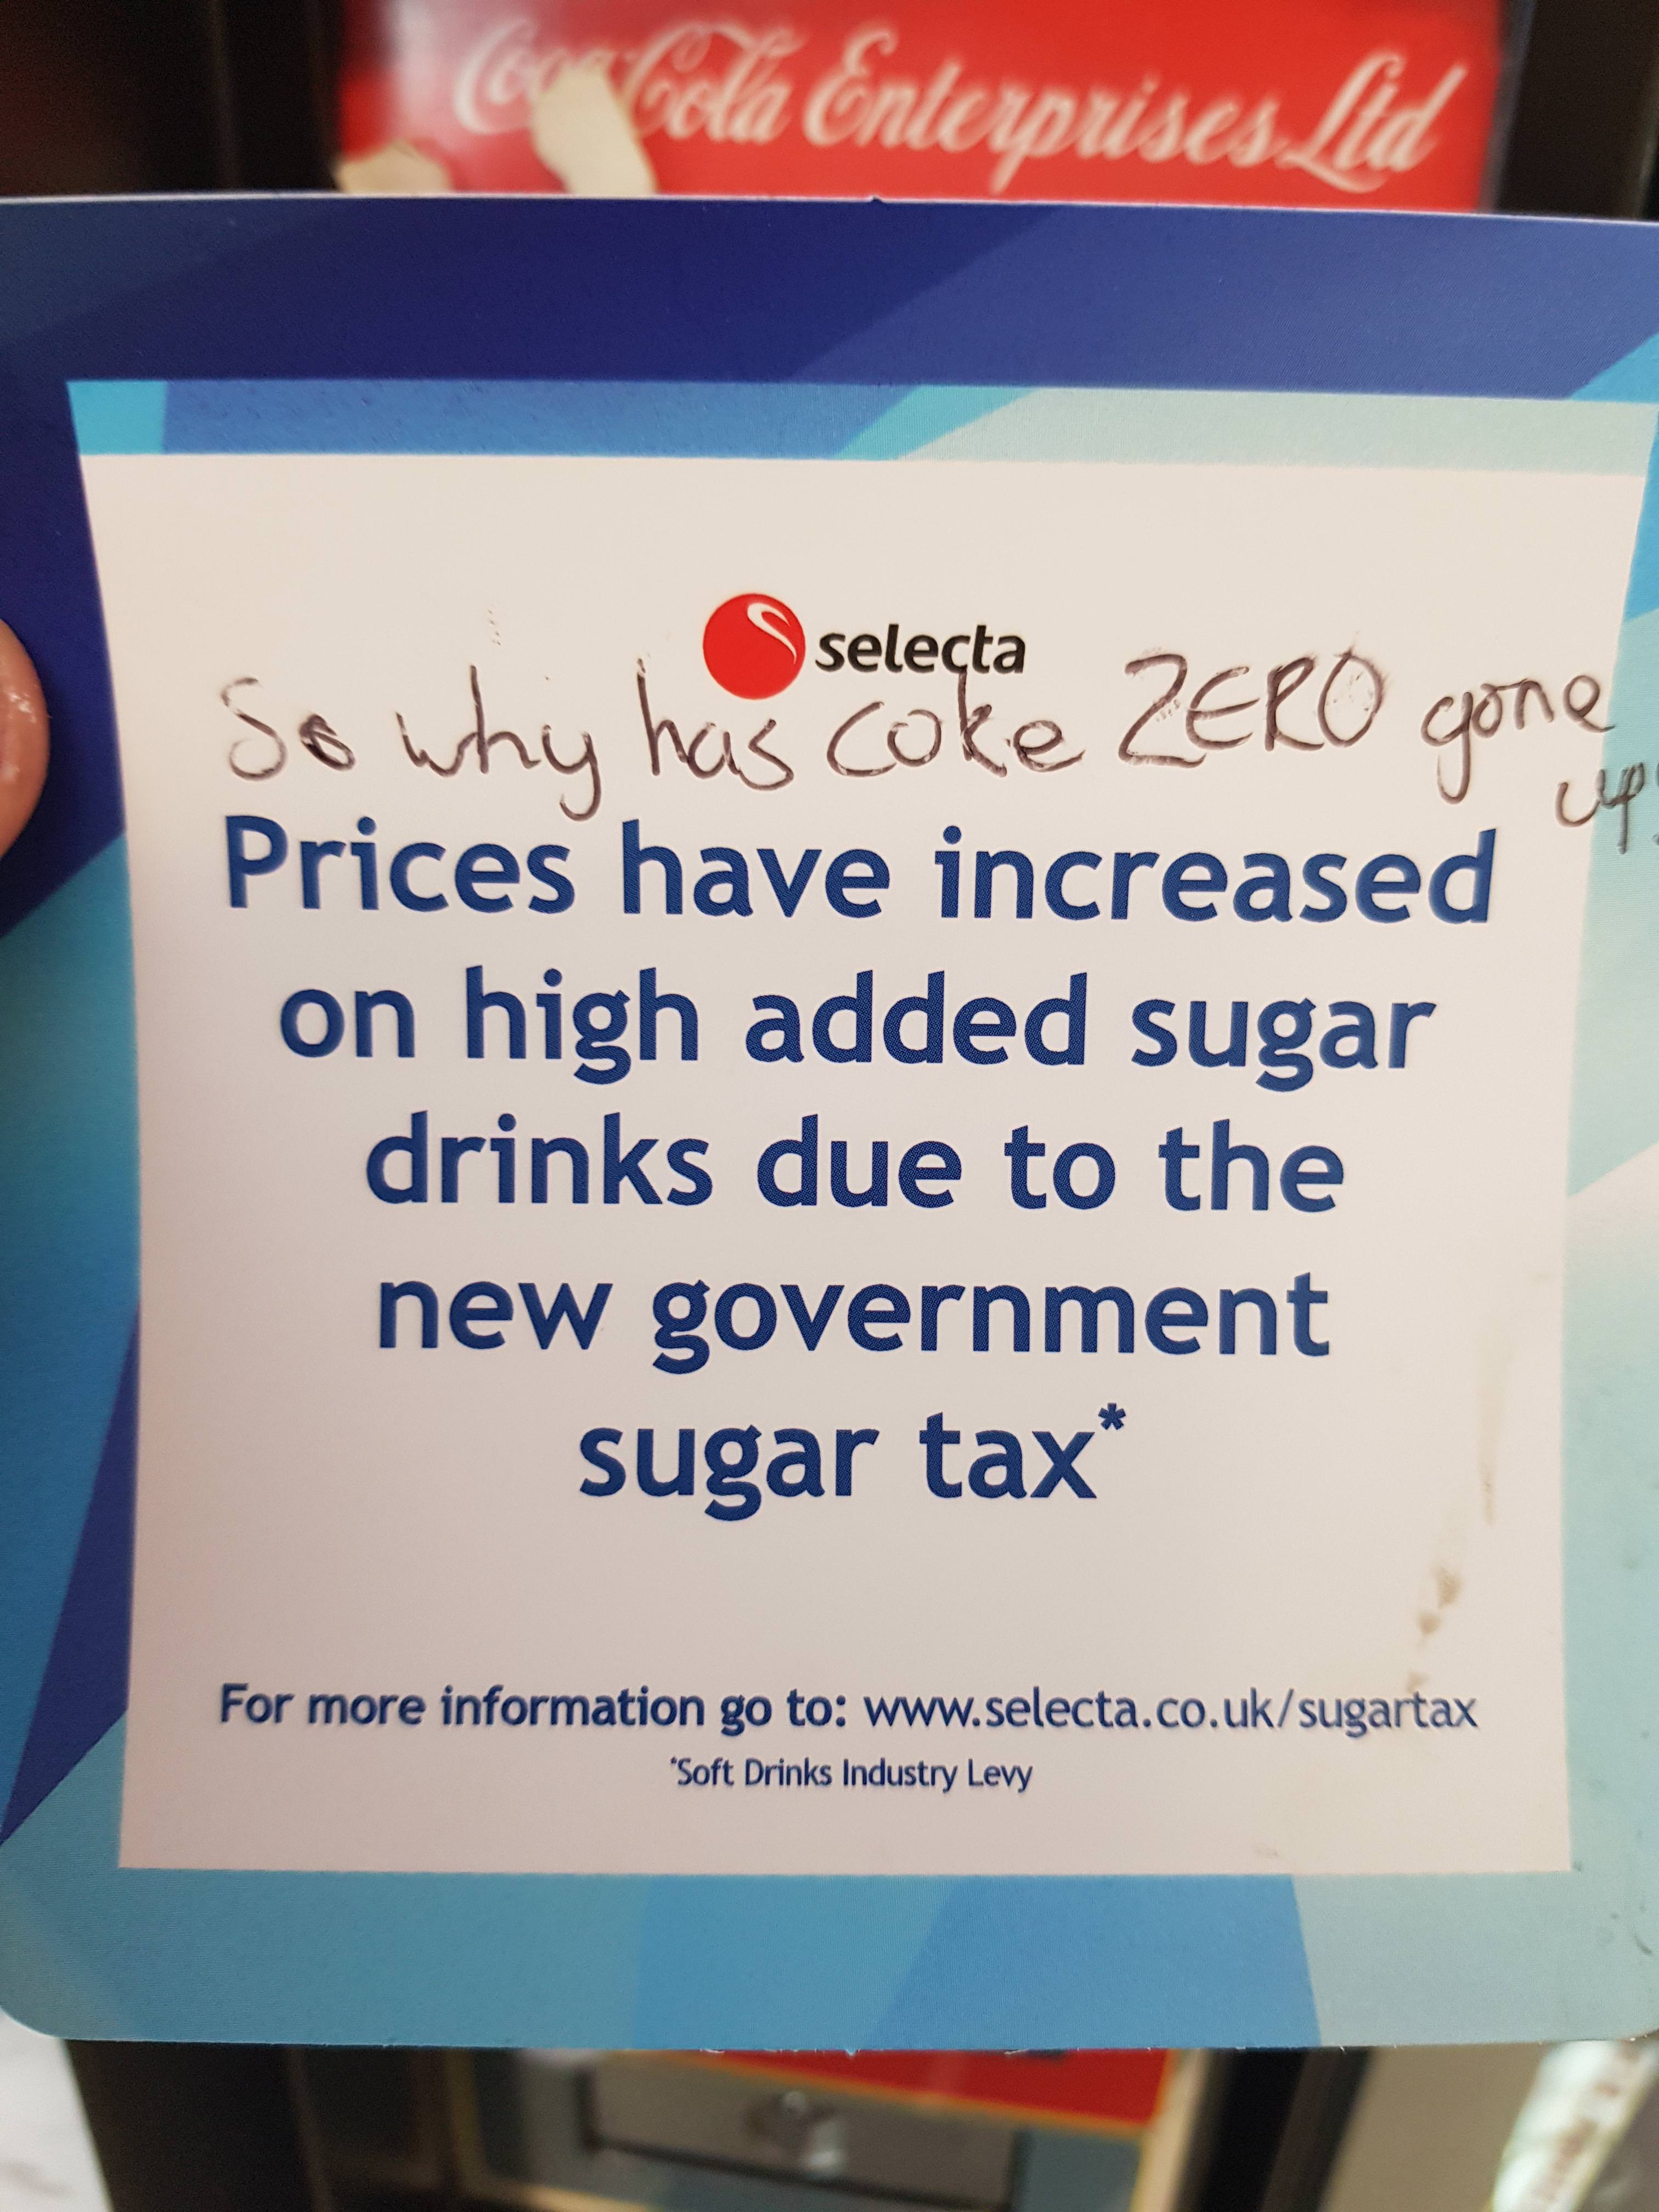 Coca-Cola Enterprises Ltd
selecta
So why has coke ZERO gone
up!
Prices have increased
on high added sugar
drinks due to the
new government
sugar tax*
For more information go to: www.selecta.co.uk/sugartax
*Soft Drinks Industry Levy